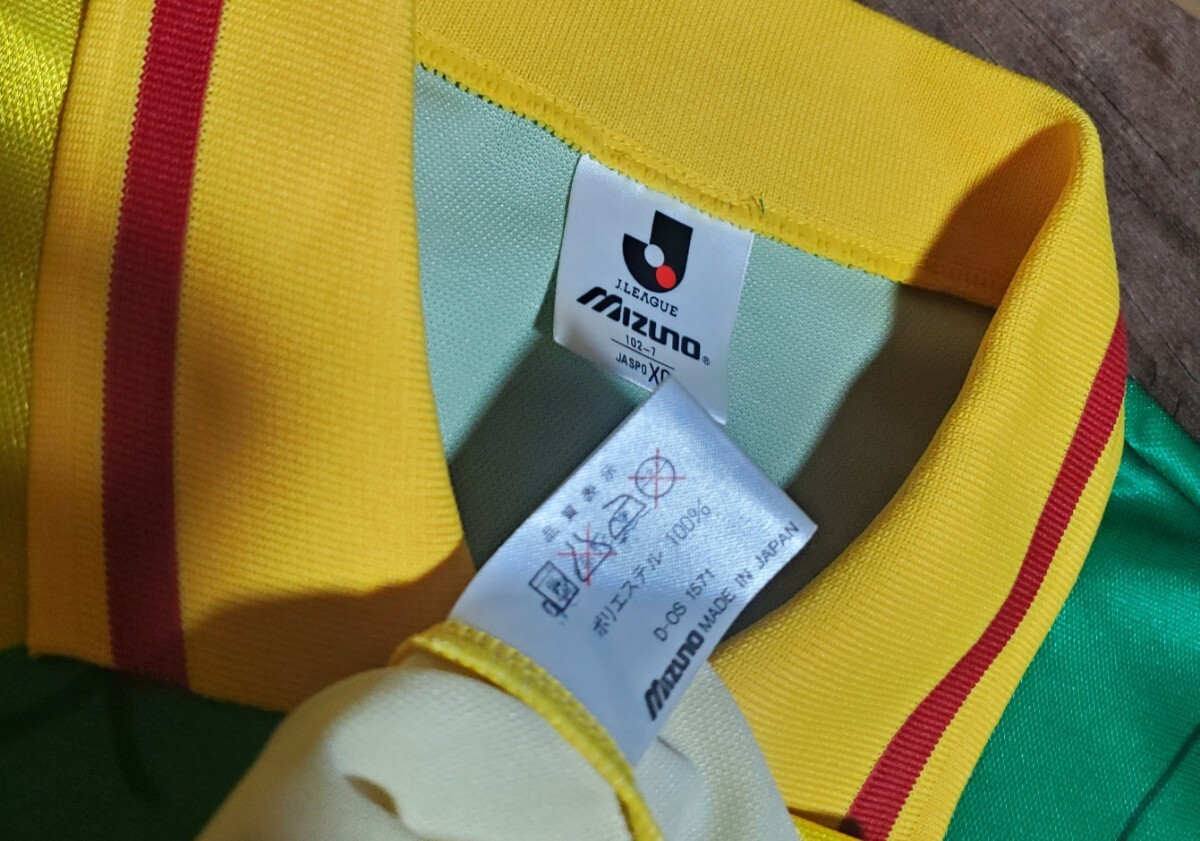 J.LEAGUE
MIZUNO®
102-7
JASPO
品質表示
ポリエステル 100%
D-OS 1571
MIZUNO MADE IN JAPAN